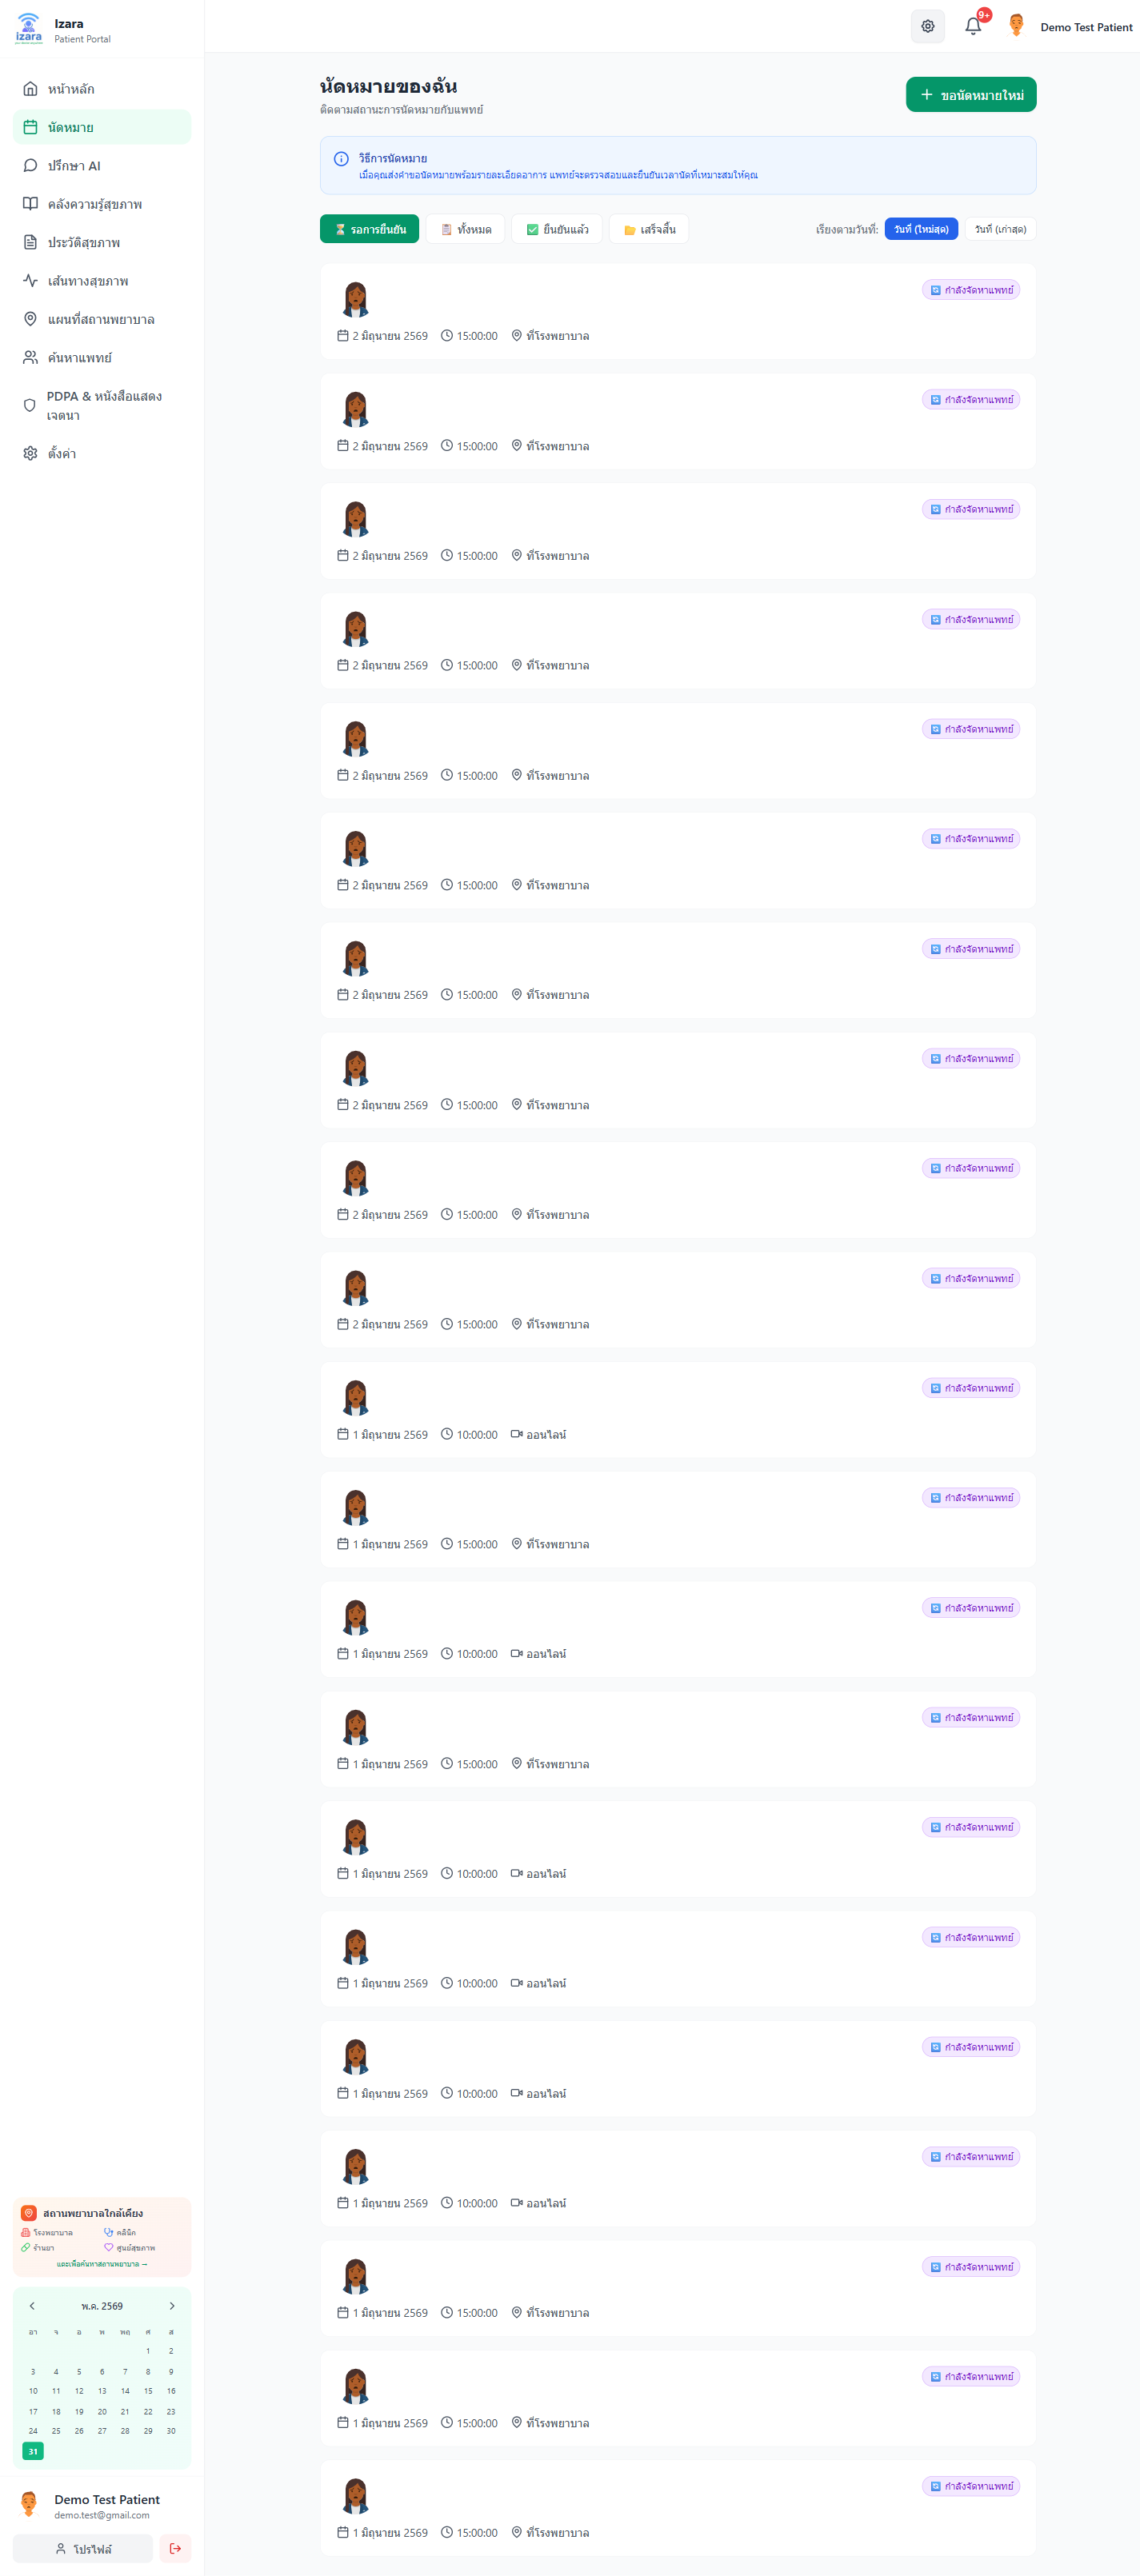 Izara
Patient Portal
หน้าหลัก
นัดหมาย
ปรึกษา AI
คลังความรู้สุขภาพ
ประวัติสุขภาพ
เส้นทางสุขภาพ
แผนที่สถานพยาบาล
ค้นหาแพทย์
PDPA & หนังสือแสดง
เจตนา
ตั้งค่า
9+
Demo Test Patient
นัดหมายของฉัน
ติดตามสถานะการนัดหมายกับแพทย์
ขอนัดหมายใหม่
วิธีการนัดหมาย
เมื่อคุณส่งคำขอนัดหมายพร้อมรายละเอียดอาการ แพทย์จะตรวจสอบและยืนยันเวลานัดที่เหมาะสมให้คุณ
รอการยืนยัน ทั้งหมด ยืนยันแล้ว เสร็จสิ้น เรียงตามวันที่: วันที่ (ใหม่สุด) วันที่ (เก่าสุด)
กำลังจัดหาแพทย์
2 มิถุนายน 2569 15:00:00 ที่โรงพยาบาล
กำลังจัดหาแพทย์
2 มิถุนายน 2569 15:00:00 ที่โรงพยาบาล
กำลังจัดหาแพทย์
2 มิถุนายน 2569 15:00:00 ที่โรงพยาบาล
กำลังจัดหาแพทย์
2 มิถุนายน 2569 15:00:00 ที่โรงพยาบาล
กำลังจัดหาแพทย์
2 มิถุนายน 2569 15:00:00 ที่โรงพยาบาล
กำลังจัดหาแพทย์
2 มิถุนายน 2569 15:00:00 ที่โรงพยาบาล
กำลังจัดหาแพทย์
2 มิถุนายน 2569 15:00:00 ที่โรงพยาบาล
กำลังจัดหาแพทย์
2 มิถุนายน 2569 15:00:00 ที่โรงพยาบาล
กำลังจัดหาแพทย์
2 มิถุนายน 2569 15:00:00 ที่โรงพยาบาล
กำลังจัดหาแพทย์
2 มิถุนายน 2569 15:00:00 ที่โรงพยาบาล
กำลังจัดหาแพทย์
1 มิถุนายน 2569 10:00:00 ออนไลน์
กำลังจัดหาแพทย์
1 มิถุนายน 2569 15:00:00 ที่โรงพยาบาล
กำลังจัดหาแพทย์
1 มิถุนายน 2569 10:00:00 ออนไลน์
กำลังจัดหาแพทย์
1 มิถุนายน 2569 15:00:00 ที่โรงพยาบาล
กำลังจัดหาแพทย์
1 มิถุนายน 2569 10:00:00 ออนไลน์
กำลังจัดหาแพทย์
1 มิถุนายน 2569 10:00:00 ออนไลน์
กำลังจัดหาแพทย์
1 มิถุนายน 2569 10:00:00 ออนไลน์
กำลังจัดหาแพทย์
1 มิถุนายน 2569 10:00:00 ออนไลน์
กำลังจัดหาแพทย์
1 มิถุนายน 2569 15:00:00 ที่โรงพยาบาล
กำลังจัดหาแพทย์
1 มิถุนายน 2569 15:00:00 ที่โรงพยาบาล
กำลังจัดหาแพทย์
1 มิถุนายน 2569 15:00:00 ที่โรงพยาบาล
สถานพยาบาลใกล้เคียง
โรงพยาบาล คลินิก
ร้านยา ศูนย์สุขภาพ
แตะเพื่อค้นหาสถานพยาบาล →
พ.ค. 2569
อา จ อ พ พฤ ศ ส
1 2
3 4 5 6 7 8 9
10 11 12 13 14 15 16
17 18 19 20 21 22 23
24 25 26 27 28 29 30
31
Demo Test Patient
demo.test@gmail.com
โปรไฟล์